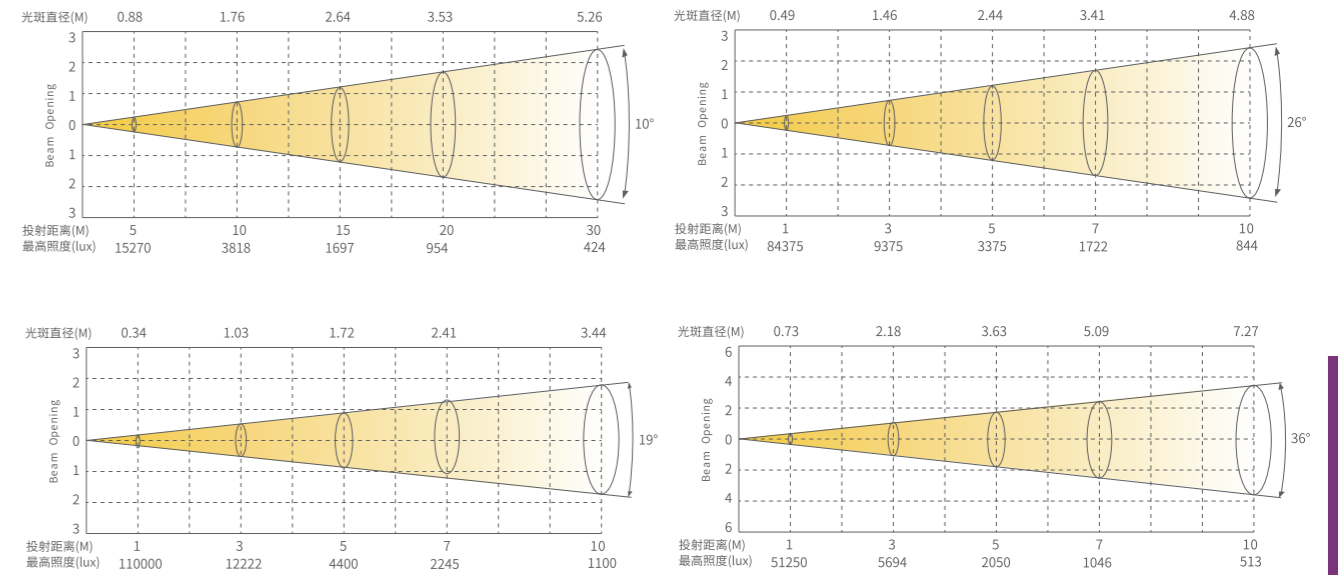 光斑直径(M) 0.88 1.76 2.64 3.53 5.26
3
2
1
0
1
2
3
Beam Opening
10°
投射距离(M) 5 10 15 20 30
最高照度(lux) 15270 3818 1697 954 424
光斑直径(M) 0.49 1.46 2.44 3.41 4.88
3
2
1
0
1
2
3
Beam Opening
26°
投射距离(M) 1 3 5 7 10
最高照度(lux) 84375 9375 3375 1722 844
光斑直径(M) 0.34 1.03 1.72 2.41 3.44
3
2
1
0
1
2
3
Beam Opening
19°
投射距离(M) 1 3 5 7 10
最高照度(lux) 110000 12222 4400 2245 1100
光斑直径(M) 0.73 2.18 3.63 5.09 7.27
6
4
2
0
2
4
6
Beam Opening
36°
投射距离(M) 1 3 5 7 10
最高照度(lux) 51250 5694 2050 1046 513